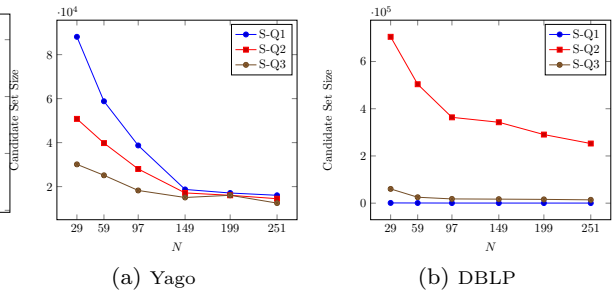 ·10^4
8
6
4
2
Candidate Set Size
29 59 97 149 199 251
N
S-Q1
S-Q2
S-Q3
(a) Yago
·10^5
6
4
2
0
Candidate Set Size
29 59 97 149 199 251
N
S-Q1
S-Q2
S-Q3
(b) DBLP